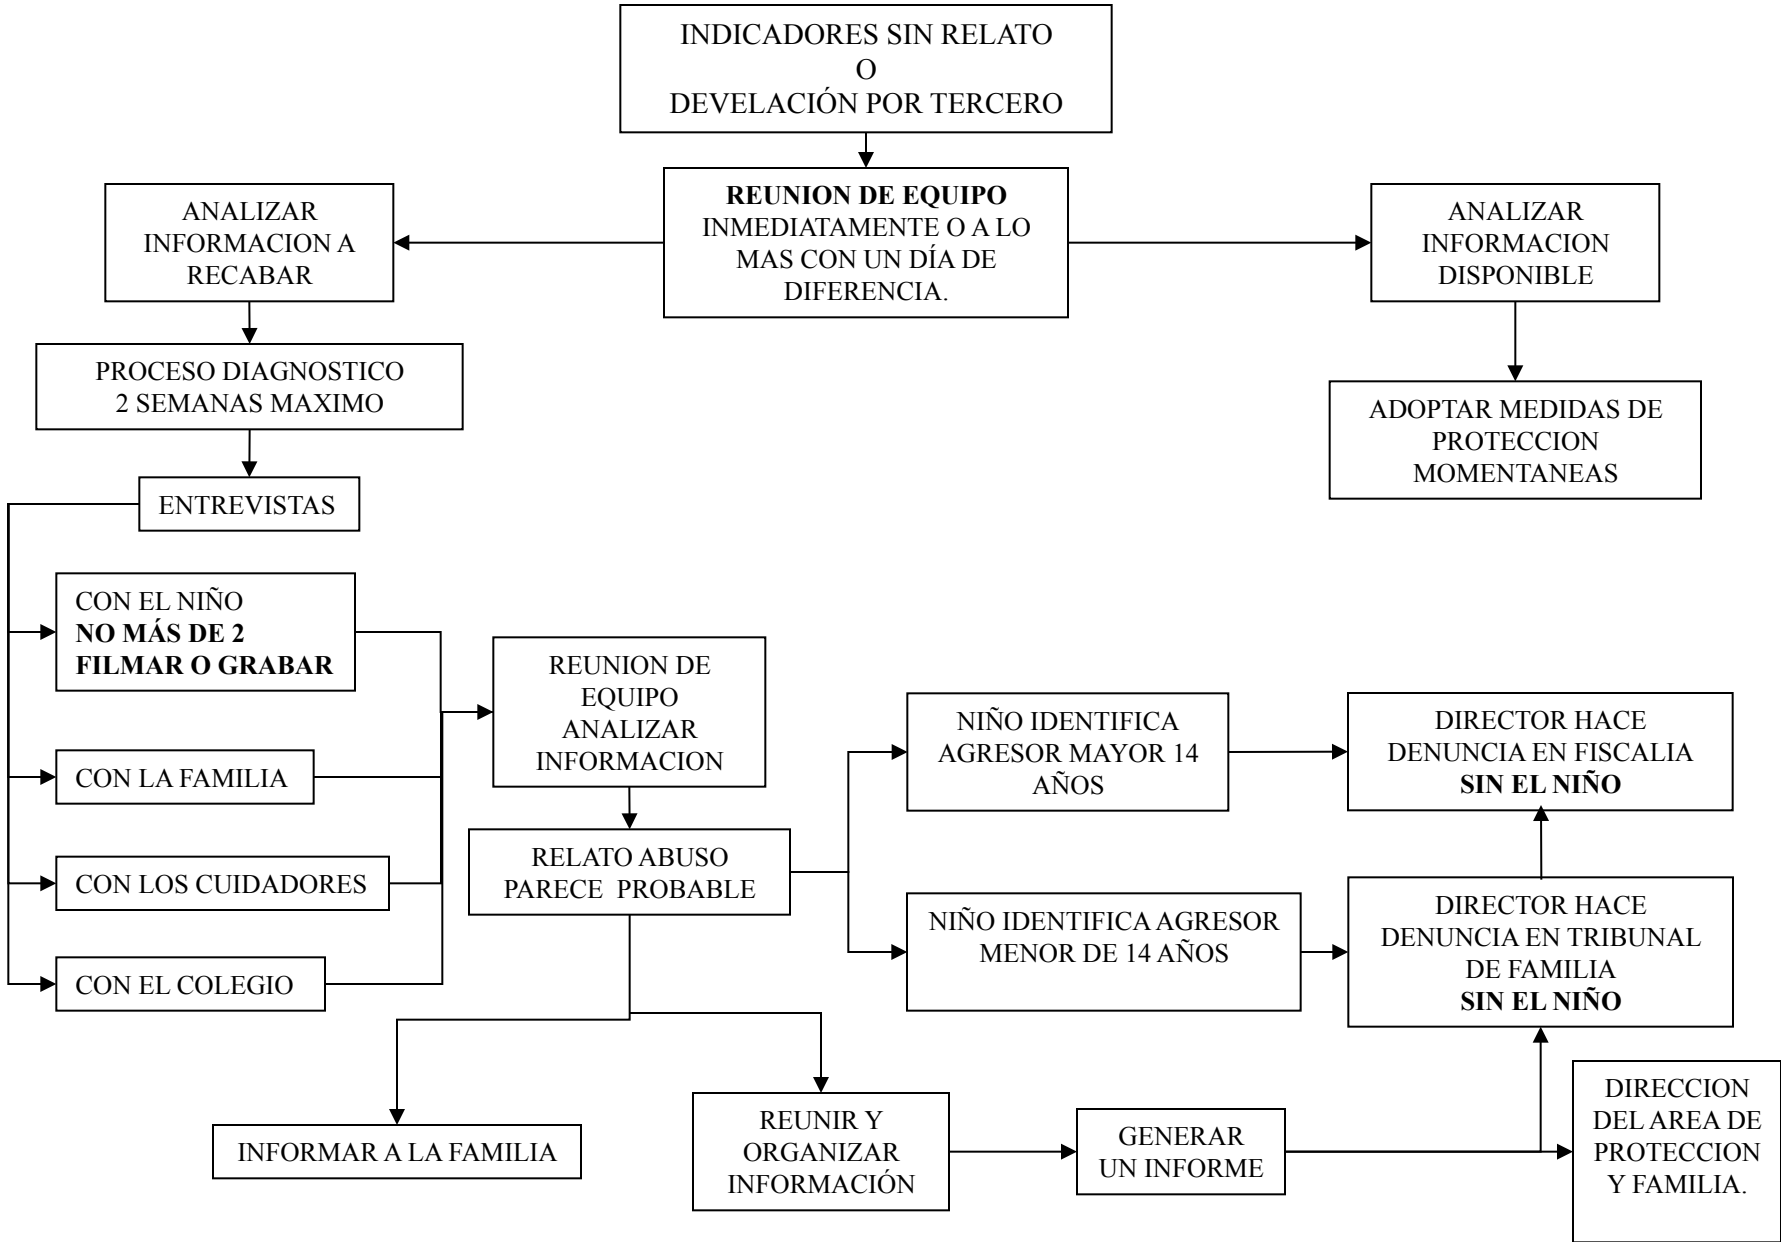 INDICADORES SIN RELATO
O
DEVELACIÓN POR TERCERO
REUNION DE EQUIPO
INMEDIATAMENTE O A LO
MAS CON UN DÍA DE
DIFERENCIA.
ANALIZAR
INFORMACION A
RECABAR
ANALIZAR
INFORMACION
DISPONIBLE
PROCESO DIAGNOSTICO
2 SEMANAS MAXIMO
ADOPTAR MEDIDAS DE
PROTECCION
MOMENTANEAS
ENTREVISTAS
CON EL NIÑO
NO MÁS DE 2
FILMAR O GRABAR
CON LA FAMILIA
CON LOS CUIDADORES
CON EL COLEGIO
REUNION DE
EQUIPO
ANALIZAR
INFORMACION
RELATO ABUSO
PARECE PROBABLE
NIÑO IDENTIFICA
AGRESOR MAYOR 14
AÑOS
DIRECTOR HACE
DENUNCIA EN FISCALIA
SIN EL NIÑO
NIÑO IDENTIFICA AGRESOR
MENOR DE 14 AÑOS
DIRECTOR HACE
DENUNCIA EN TRIBUNAL
DE FAMILIA
SIN EL NIÑO
INFORMAR A LA FAMILIA
REUNIR Y
ORGANIZAR
INFORMACIÓN
GENERAR
UN INFORME
DIRECCION
DEL AREA DE
PROTECCION
Y FAMILIA.